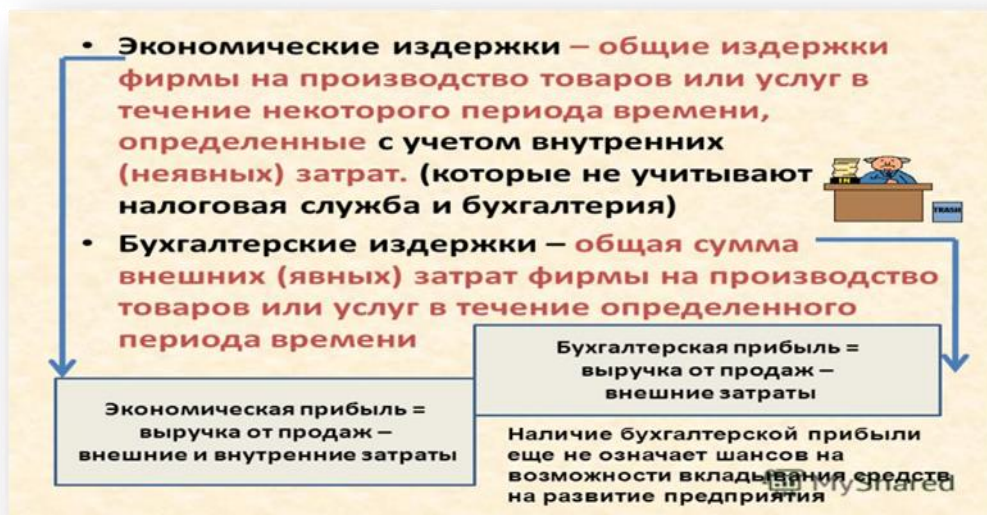 • Экономические издержки – общие издержки
фирмы на производство товаров или услуг в
течение некоторого периода времени,
определенные с учетом внутренних
(неявных) затрат. (которые не учитывают
налоговая служба и бухгалтерия)
IN
TRASH
• Бухгалтерские издержки – общая сумма
внешних (явных) затрат фирмы на производство
товаров или услуг в течение определенного
периода времени
Экономическая прибыль =
выручка от продаж –
внешние и внутренние затраты
Бухгалтерская прибыль =
выручка от продаж –
внешние затраты
Наличие бухгалтерской прибыли
еще не означает шансов на
возможности вкладывания средств
на развитие предприятия
MyShared